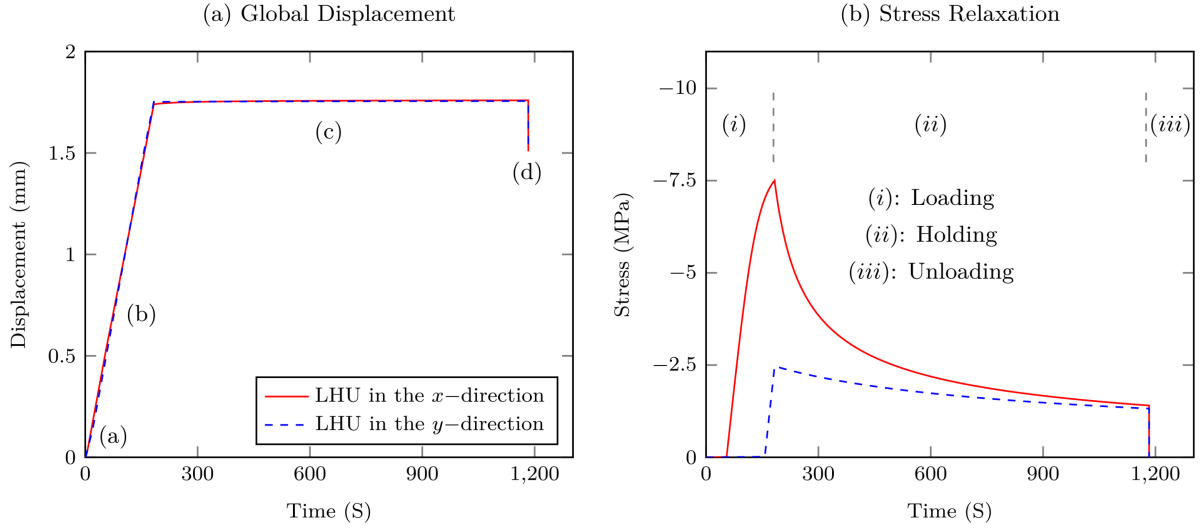 (a) Global Displacement
2
1.5
1
0.5
0
0
300
600
900
1,200
Displacement (mm)
Time (S)
(a)
(b)
(c)
(d)
LHU in the x−direction
LHU in the y−direction
(b) Stress Relaxation
−10
−7.5
−5
−2.5
0
0
300
600
900
1,200
Stress (MPa)
Time (S)
(i)
(ii)
(iii)
(i): Loading
(ii): Holding
(iii): Unloading